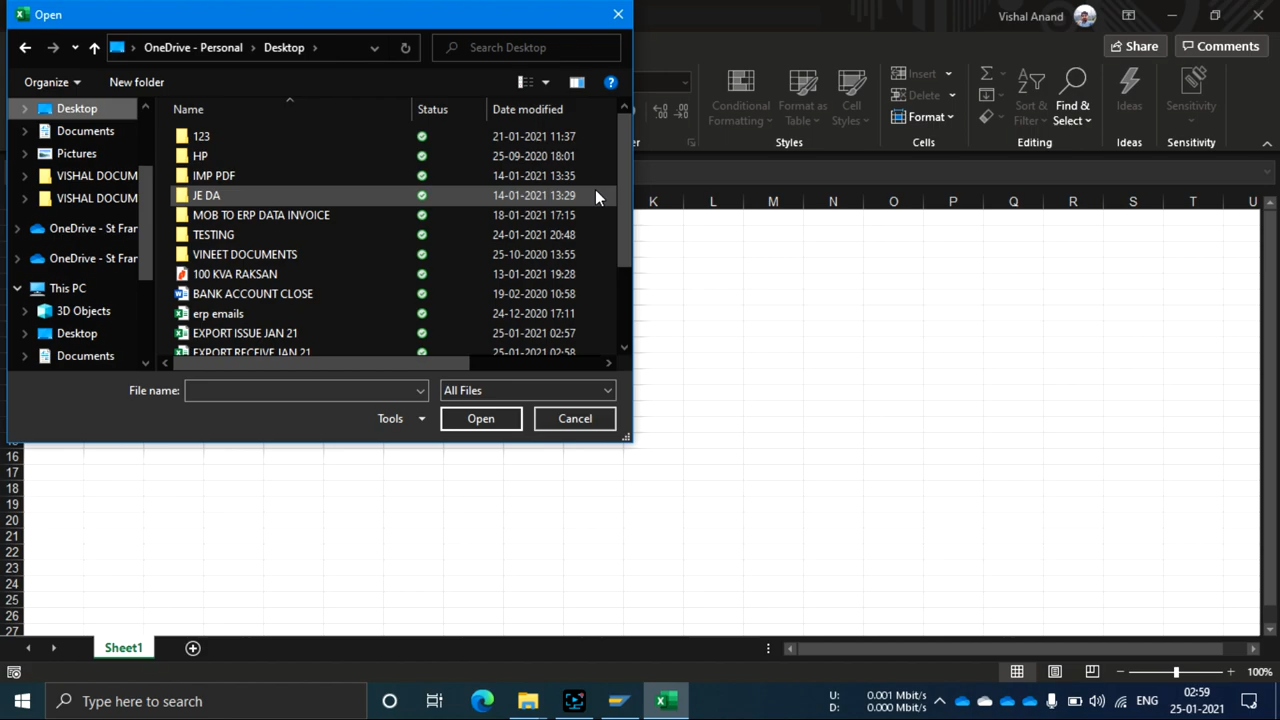 Open
Vishal Anand
OneDrive - Personal > Desktop >
Search Desktop
Share
Comments
Organize
New folder
Desktop
Documents
Pictures
VISHAL DOCUM
VISHAL DOCUM
OneDrive - St Frar
OneDrive - St Frar
This PC
3D Objects
Desktop
Documents
Name Status Date modified
123 21-01-2021 11:37
HP 25-09-2020 18:01
IMP PDF 14-01-2021 13:35
JE DA 14-01-2021 13:29
MOB TO ERP DATA INVOICE 18-01-2021 17:15
TESTING 24-01-2021 20:48
VINEET DOCUMENTS 25-10-2020 13:55
100 KVA RAKSAN 13-01-2021 19:28
BANK ACCOUNT CLOSE 19-02-2020 10:58
erp emails 24-12-2020 17:11
EXPORT ISSUE JAN 21 25-01-2021 02:57
EXPORT RECEIVE JAN 21 25-01-2021 02:58
File name:
All Files
Tools
Open
Cancel
Conditional Formatting
Format as Table
Cell Styles
Styles
Insert
Delete
Format
Cells
Sort & Filter
Find & Select
Editing
Ideas
Ideas
Sensitivity
Sensitivity
K L M N O P Q R S T U
16
17
18
19
20
21
22
23
24
25
26
27
Sheet1
100%
Type here to search
U: 0.001 Mbit/s
D: 0.000 Mbit/s
ENG
02:59
25-01-2021